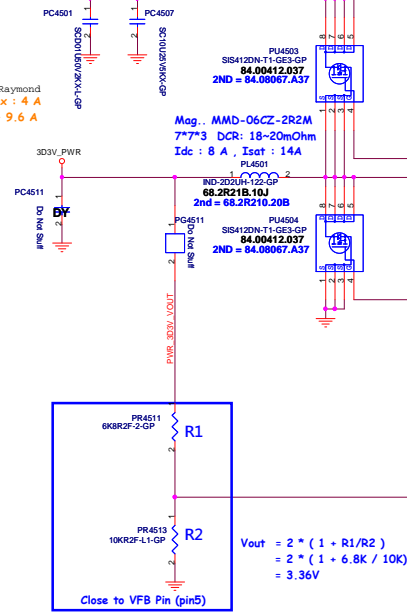 PC4501
SCD01U50V2KX-L-GP
PC4507
SC10U25V5KX-GP
PU4503
SIS412DN-T1-GE3-GP
84.00412.037
2ND = 84.08067.A37
Raymond
x : 4 A
9.6 A
Mag.. MMD-06CZ-2R2M
7*7*3 DCR: 18~20mOhm
Idc : 8 A , Isat : 14A
3D3V_PWR
PL4501
IND-2D2UH-122-GP
68.2R21B.10J
2nd = 68.2R210.20B
PC4511
DY
Do Not Stuff
PG4511
Do Not Stuff
PU4504
SIS412DN-T1-GE3-GP
84.00412.037
2ND = 84.08067.A37
PWR_3D3V_VOUT
PR4511
6K8R2F-2-GP
R1
PR4513
10KR2F-L1-GP
R2
Close to VFB Pin (pin5)
Vout = 2 * ( 1 + R1/R2 )
= 2 * ( 1 + 6.8K / 10K)
= 3.36V